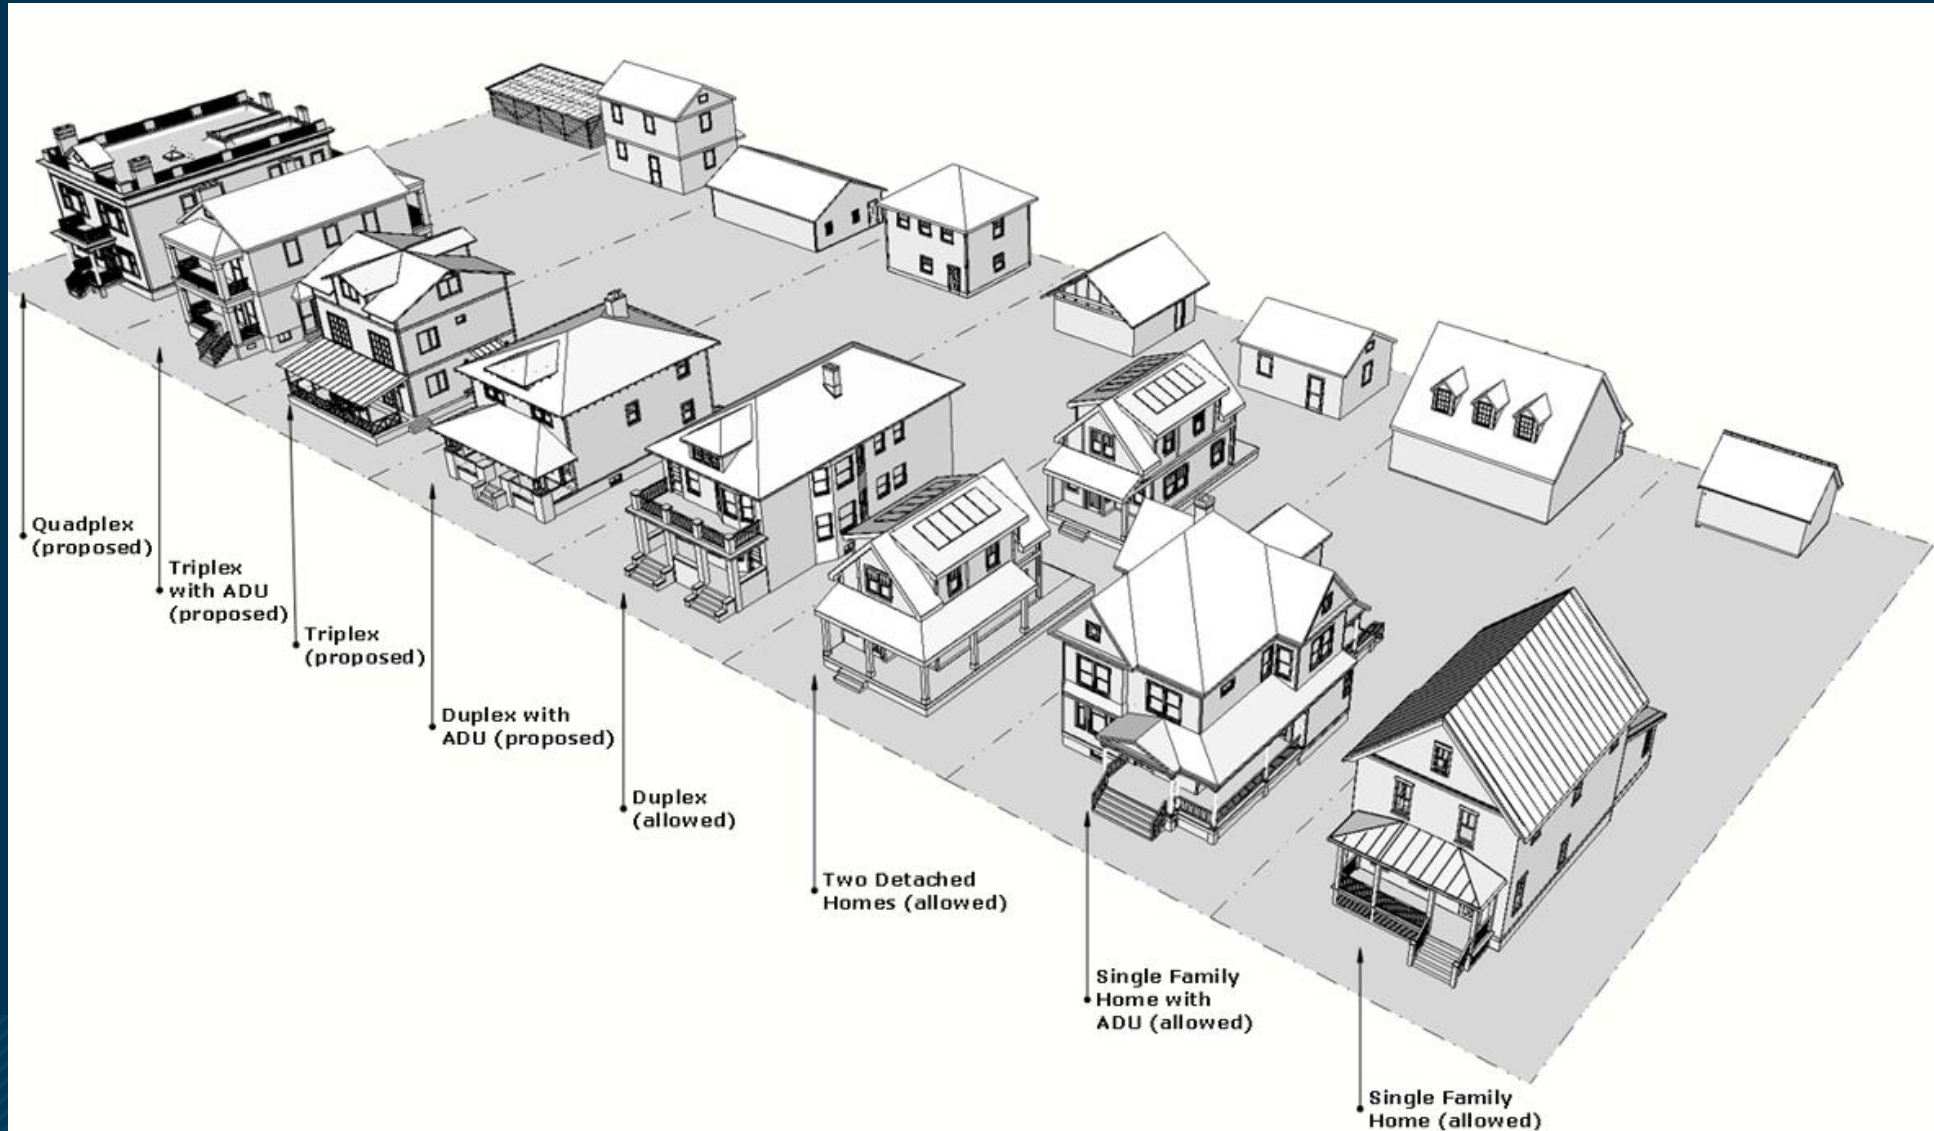 Quadplex
(proposed)
Triplex
with ADU
(proposed)
Triplex
(proposed)
Duplex with
ADU (proposed)
Duplex
(allowed)
Two Detached
Homes (allowed)
Single Family
Home with
ADU (allowed)
Single Family
Home (allowed)